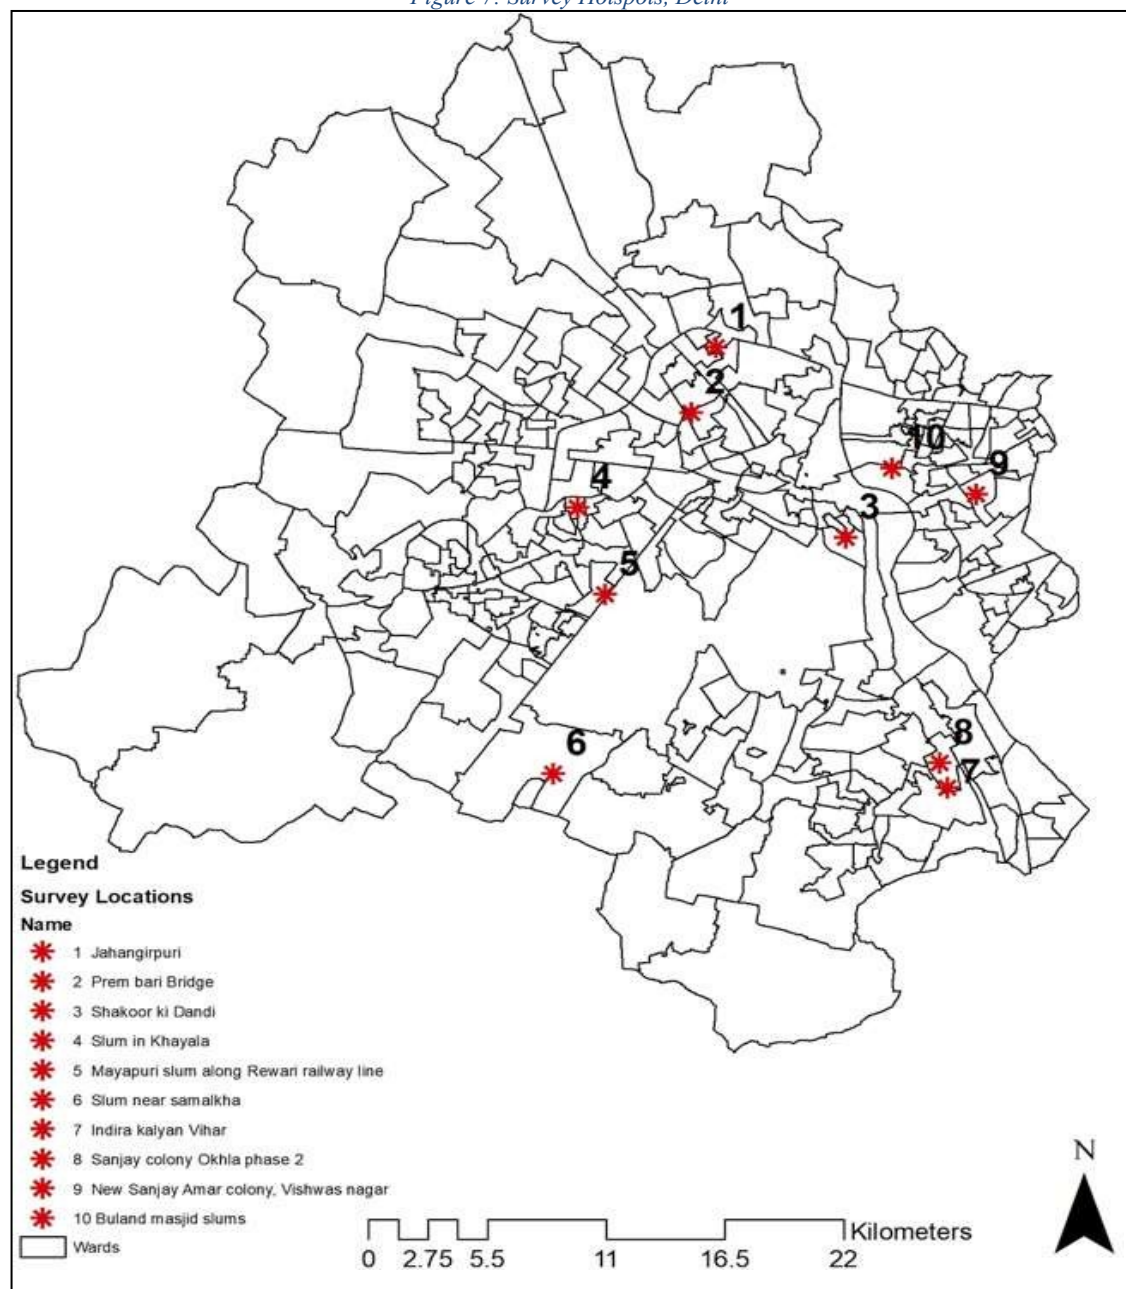 Figure 7: Survey Hotspots, Delhi
1
2
10
9
4
3
5
8
6
7
Legend
Survey Locations
Name
1 Jahangirpuri
2 Prem bari Bridge
3 Shakoor ki Dandi
4 Slum in Khayala
5 Mayapuri slum along Rewari railway line
6 Slum near samalkha
7 Indira kalyan Vihar
8 Sanjay colony Okhla phase 2
9 New Sanjay Amar colony, Vishwas nagar
10 Buland masjid slums
Wards
N
Kilometers
0 2.75 5.5 11 16.5 22